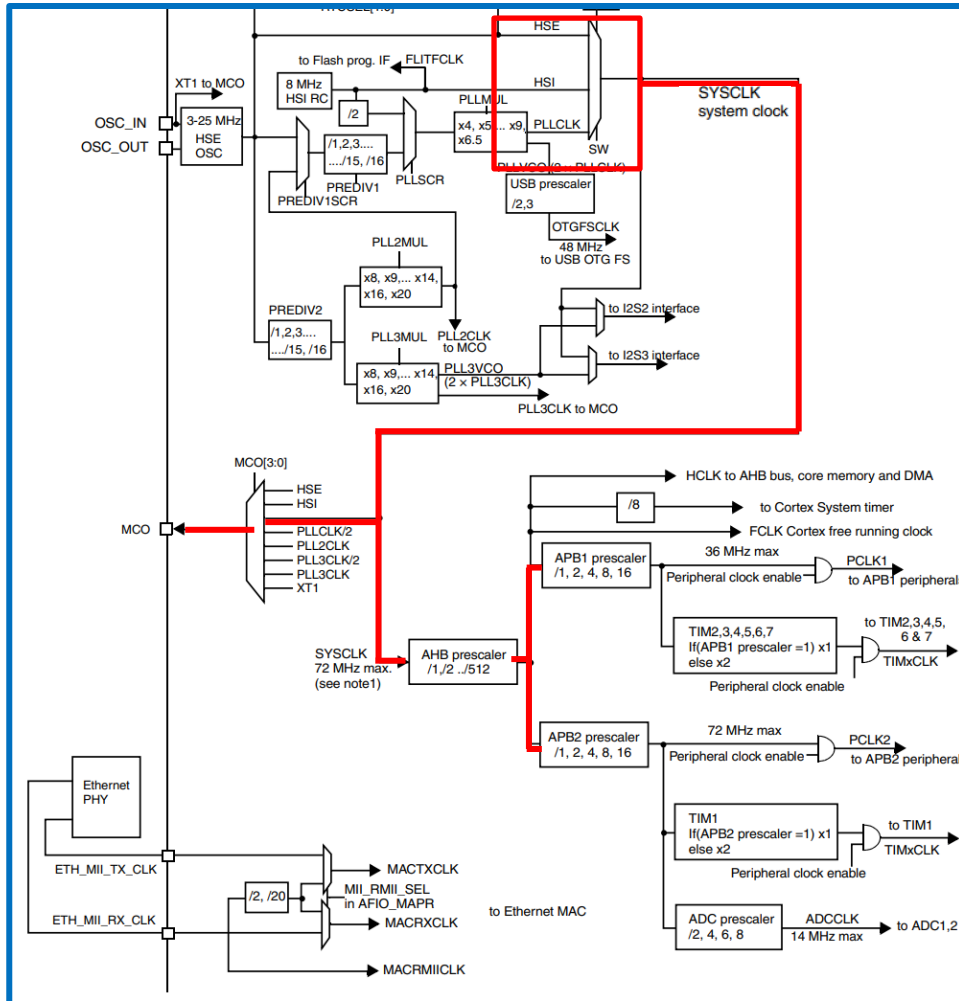 HSE
to Flash prog. IF
FLITFCLK
XT1 to MCO
8 MHz
HSI RC
HSI
SYSCLK
system clock
/2
PLLMUL
OSC_IN
OSC_OUT
3-25 MHz
HSE
OSC
x4, x5,... x9,
x6.5
PLLCLK
SW
/1,2,3....
..../15, /16
PLLSCR
PREDIV1
PREDIV1SCR
PLLVCO (2 × PLLCLK)
USB prescaler
/2,3
OTGFSCLK
48 MHz
to USB OTG FS
PLL2MUL
x8, x9,... x14,
x16, x20
PREDIV2
/1,2,3....
..../15, /16
PLL2CLK
to MCO
to I2S2 interface
PLL3MUL
x8, x9,... x14,
x16, x20
PLL3VCO
(2 × PLL3CLK)
to I2S3 interface
PLL3CLK to MCO
MCO[3:0]
HSE
HSI
MCO
PLLCLK/2
PLL2CLK
PLL3CLK/2
PLL3CLK
XT1
HCLK to AHB bus, core memory and DMA
/8
to Cortex System timer
FCLK Cortex free running clock
APB1 prescaler
/1, 2, 4, 8, 16
36 MHz max
PCLK1
Peripheral clock enable
to APB1 peripherals
SYSCLK
72 MHz max.
(see note1)
AHB prescaler
/1,/2 ../512
TIM2,3,4,5,6,7
If(APB1 prescaler =1) x1
else x2
to TIM2,3,4,5,
6 & 7
TIMxCLK
Peripheral clock enable
APB2 prescaler
/1, 2, 4, 8, 16
72 MHz max
PCLK2
Peripheral clock enable
to APB2 peripheral
TIM1
If(APB2 prescaler =1) x1
else x2
to TIM1
TIMxCLK
Peripheral clock enable
ADC prescaler
/2, 4, 6, 8
ADCCLK
14 MHz max
to ADC1,2
Ethernet
PHY
ETH_MII_TX_CLK
MACTXCLK
/2, /20
MII_RMII_SEL
in AFIO_MAPR
to Ethernet MAC
ETH_MII_RX_CLK
MACRXCLK
MACRMIICLK